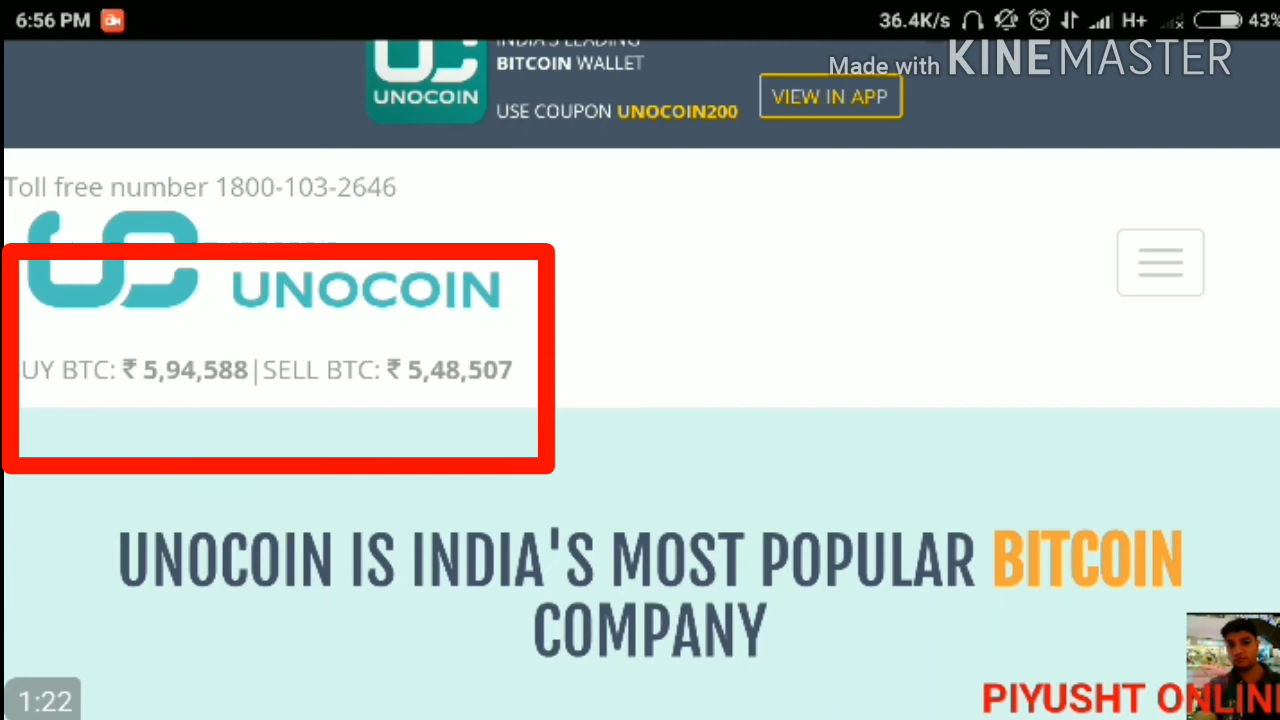 6:56 PM
36.4K/s
H+
43%
INDIA'S LEADING
BITCOIN WALLET
Made with KINEMASTER
UNOCOIN
USE COUPON UNOCOIN200
VIEW IN APP
Toll free number 1800-103-2646
UNOCOIN
UY BTC: ₹ 5,94,588|SELL BTC: ₹ 5,48,507
UNOCOIN IS INDIA'S MOST POPULAR BITCOIN
COMPANY
1:22
PIYUSHT ONLIN